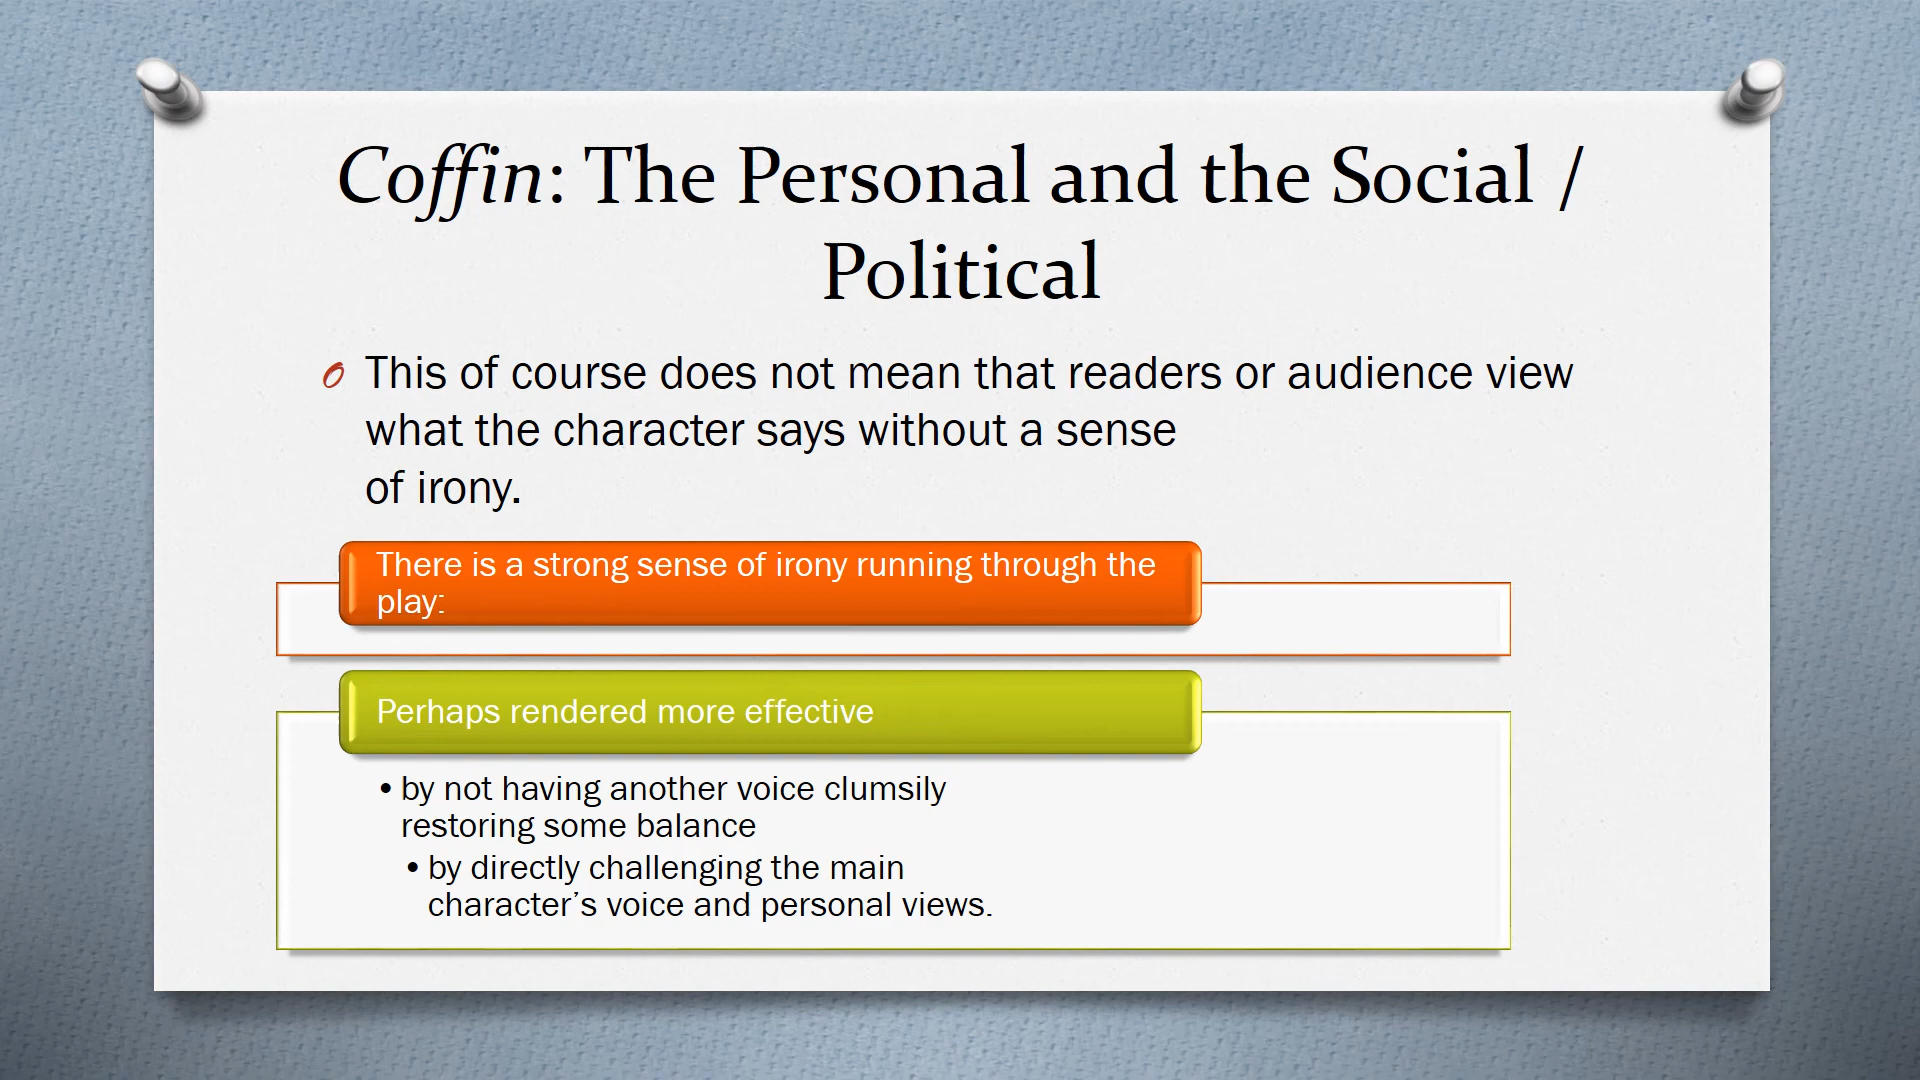 Coffin: The Personal and the Social /
Political
This of course does not mean that readers or audience view
what the character says without a sense
of irony.
There is a strong sense of irony running through the
play:
Perhaps rendered more effective
• by not having another voice clumsily
restoring some balance
• by directly challenging the main
character’s voice and personal views.